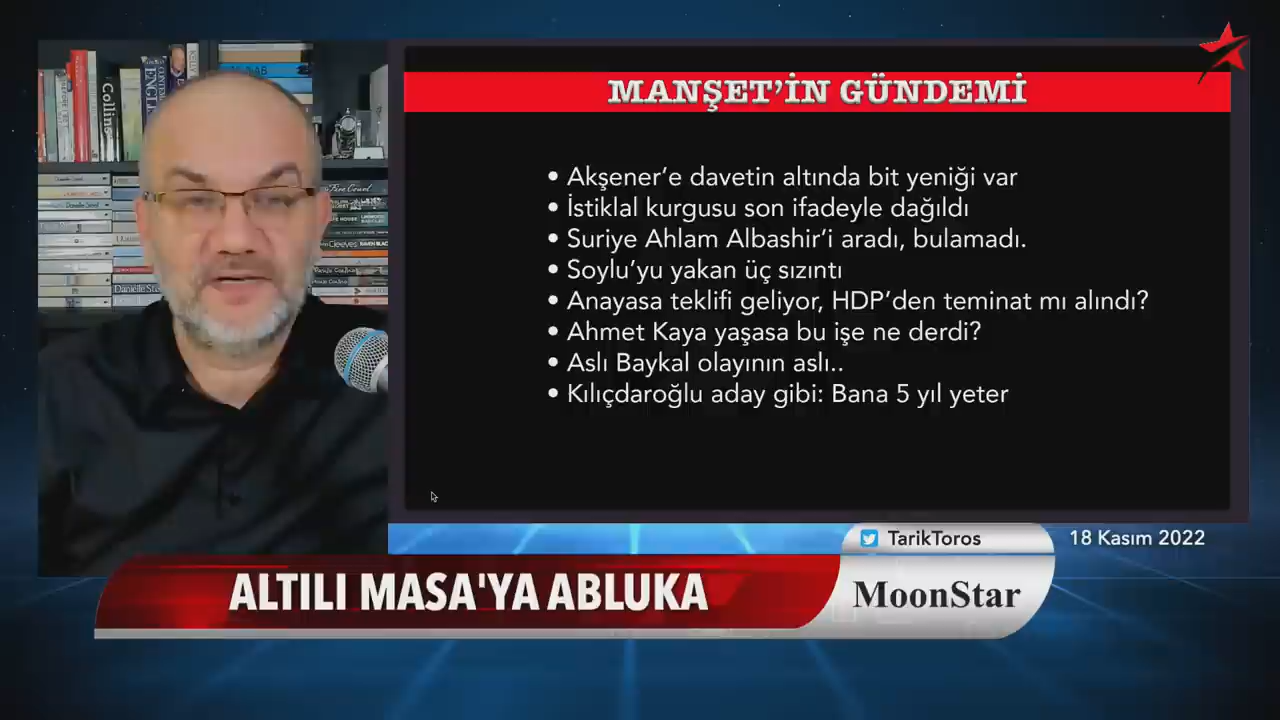 Collins
MANŞET'İN GÜNDEMİ
• Akşener'e davetin altında bit yeniği var
• İstiklal kurgusu son ifadeyle dağıldı
• Suriye Ahlam Albashir'i aradı, bulamadı.
• Soylu'yu yakan üç sızıntı
• Anayasa teklifi geliyor, HDP'den teminat mı alındı?
• Ahmet Kaya yaşasa bu işe ne derdi?
• Aslı Baykal olayının aslı..
• Kılıçdaroğlu aday gibi: Bana 5 yıl yeter
TarikToros
18 Kasım 2022
ALTILI MASA'YA ABLUKA
MoonStar